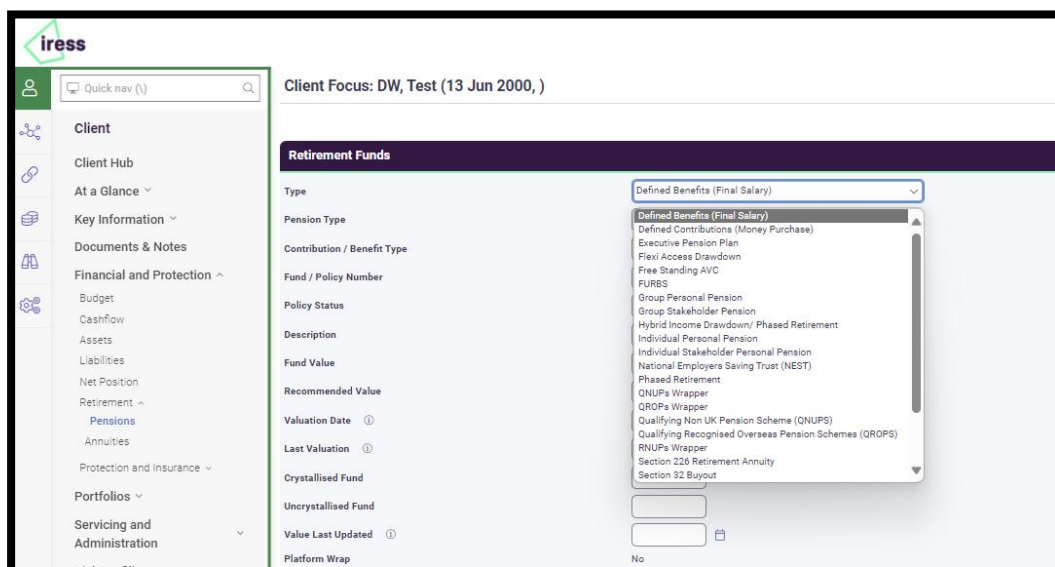 iress
Quick nav (\)
Client Focus: DW, Test (13 Jun 2000, )
Client
Client Hub
At a Glance
Key Information
Documents & Notes
Financial and Protection
Budget
Cashflow
Assets
Liabilities
Net Position
Retirement
Pensions
Annuities
Protection and Insurance
Portfolios
Servicing and
Administration
Retirement Funds
Type
Defined Benefits (Final Salary)
Pension Type
Contribution / Benefit Type
Fund / Policy Number
Policy Status
Description
Fund Value
Recommended Value
Valuation Date
Last Valuation
Crystallised Fund
Uncrystallised Fund
Value Last Updated
Platform Wrap
No
Defined Benefits (Final Salary)
Defined Contributions (Money Purchase)
Executive Pension Plan
Flexi Access Drawdown
Free Standing AVC
FURBS
Group Personal Pension
Group Stakeholder Pension
Hybrid Income Drawdown/ Phased Retirement
Individual Personal Pension
Individual Stakeholder Personal Pension
National Employers Saving Trust (NEST)
Phased Retirement
QNUPs Wrapper
QROPs Wrapper
Qualifying Non UK Pension Scheme (QNUPS)
Qualifying Recognised Overseas Pension Schemes (QROPS)
RNUPs Wrapper
Section 226 Retirement Annuity
Section 32 Buyout